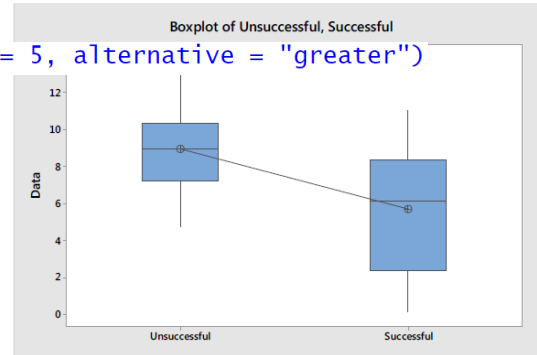 Boxplot of Unsuccessful, Successful
= 5, alternative = "greater")
12
10
8
6
4
2
0
Data
Unsuccessful Successful